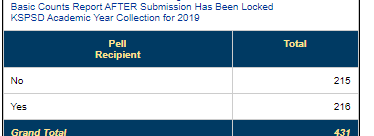 Basic Counts Report AFTER Submission Has Been Locked
KSPSD Academic Year Collection for 2019
Pell Total
Recipient
No 215
Yes 216
Grand Total 431